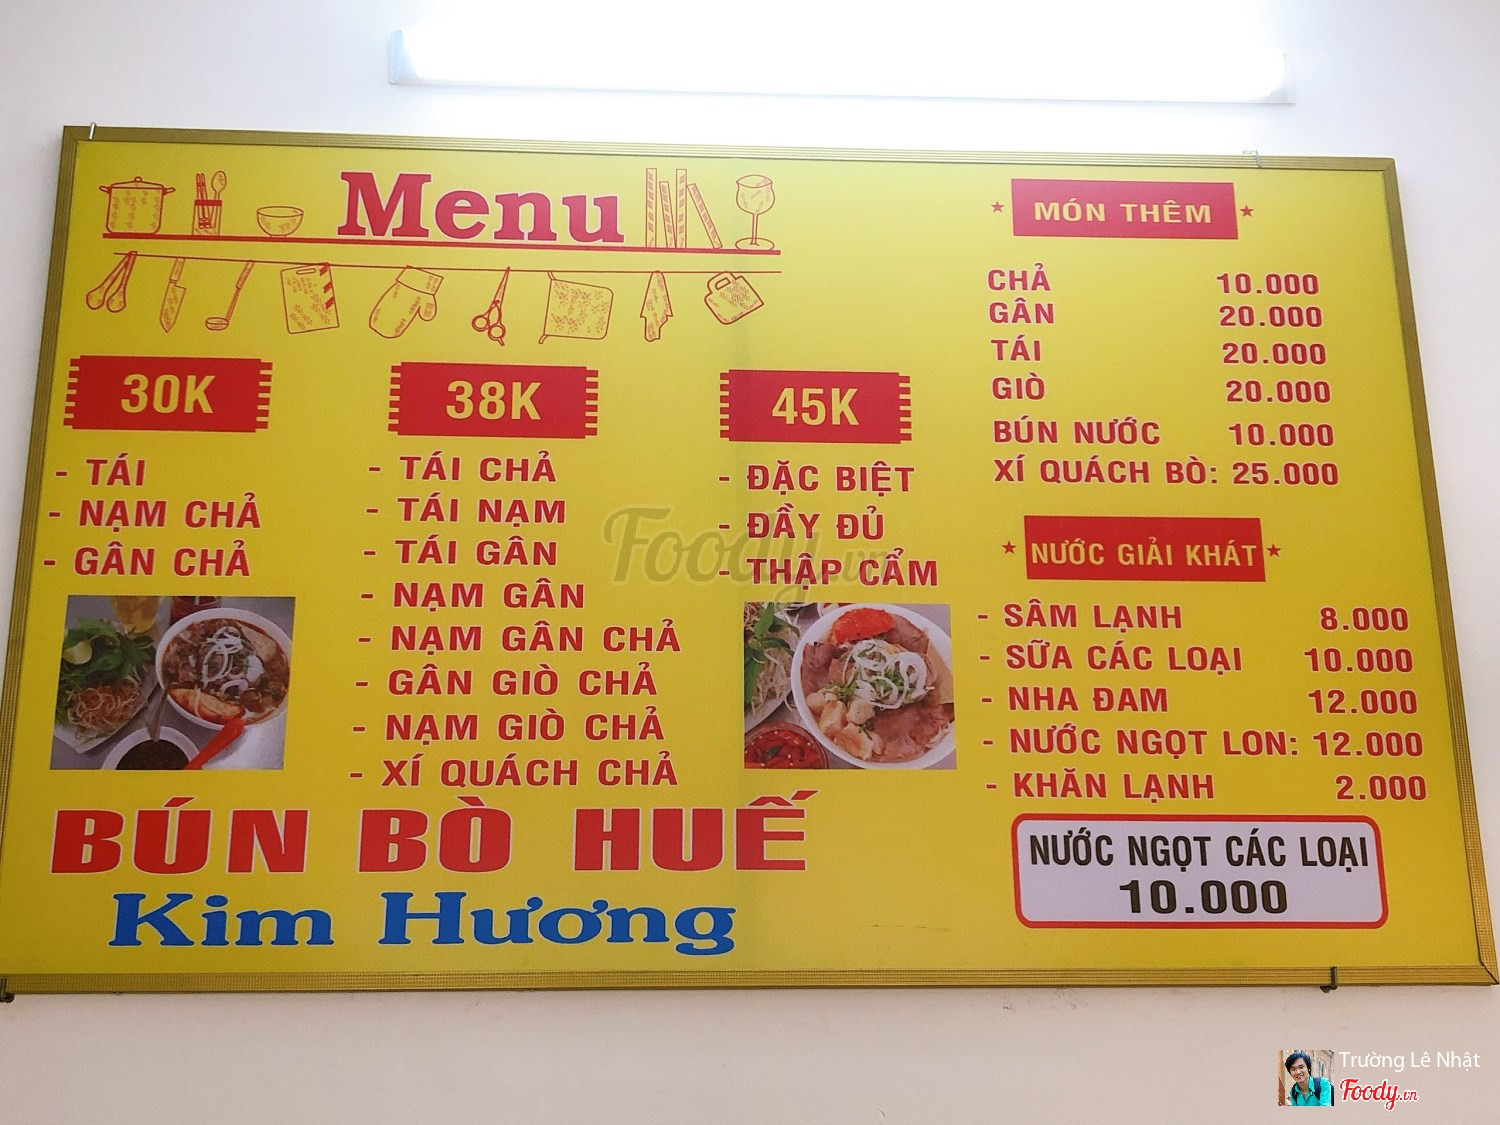 Menu
30K
- TÁI
- NẠM CHẢ
- GÂN CHẢ
38K
- TÁI CHẢ
- TÁI NẠM
- TÁI GÂN
- NẠM GÂN
- NẠM GÂN CHẢ
- GÂN GIÒ CHẢ
- NẠM GIÒ CHẢ
- XÍ QUÁCH CHẢ
45K
- ĐẶC BIỆT
- ĐẦY ĐỦ
- THẬP CẨM
Foody.vn
BÚN BÒ HUẾ
Kim Hương
MÓN THÊM
CHẢ 10.000
GÂN 20.000
TÁI 20.000
GIÒ 20.000
BÚN NƯỚC 10.000
XÍ QUÁCH BÒ: 25.000
NƯỚC GIẢI KHÁT
- SÂM LẠNH 8.000
- SỮA CÁC LOẠI 10.000
- NHA ĐAM 12.000
- NƯỚC NGỌT LON: 12.000
- KHĂN LẠNH 2.000
NƯỚC NGỌT CÁC LOẠI
10.000
Trường Lê Nhật
Foody.vn